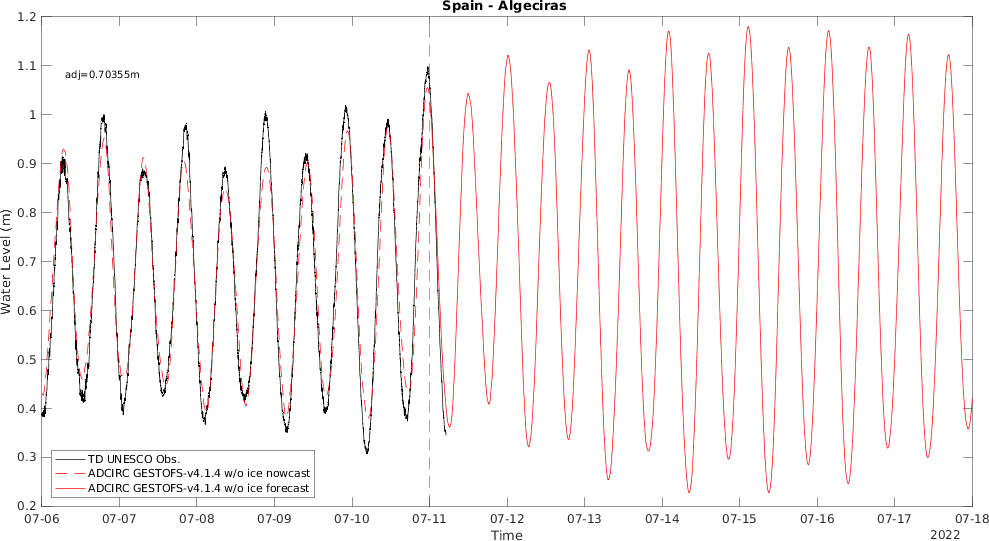 Spain - Algeciras
1.2
1.1
1
0.9
0.8
0.7
0.6
0.5
0.4
0.3
0.2
Water Level (m)
adj=0.70355m
TD UNESCO Obs.
ADCIRC GESTOFS-v4.1.4 w/o ice nowcast
ADCIRC GESTOFS-v4.1.4 w/o ice forecast
07-06 07-07 07-08 07-09 07-10 07-11 07-12 07-13 07-14 07-15 07-16 07-17 07-18
Time
2022